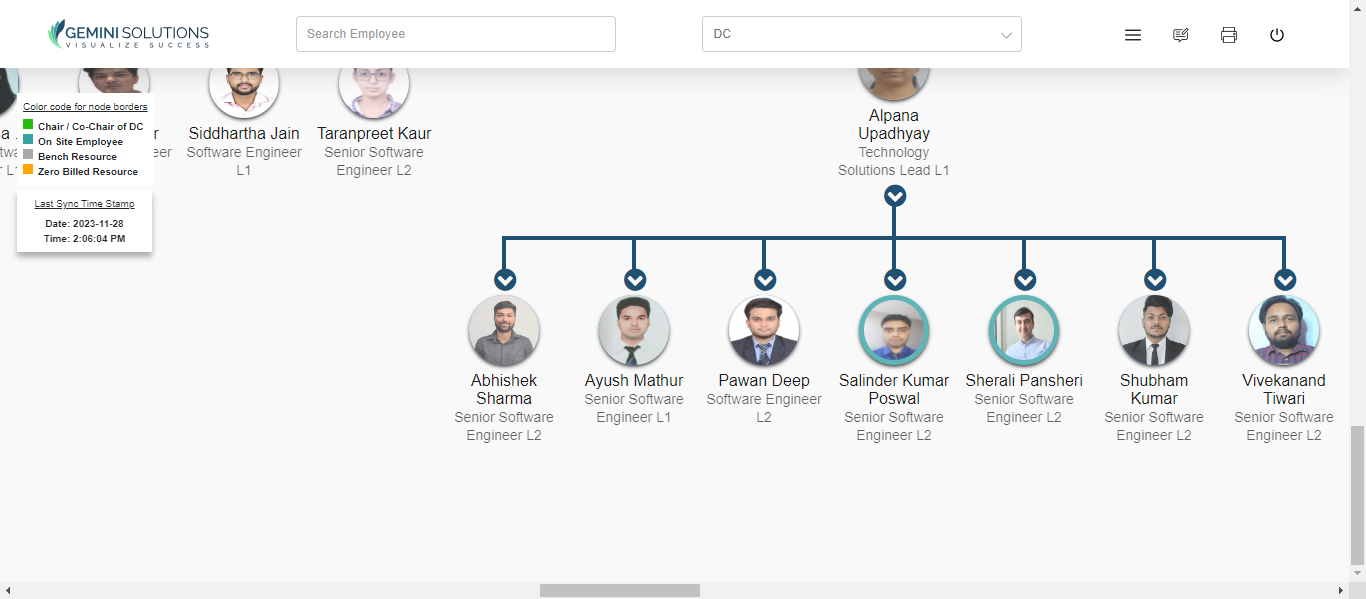 GEMINI SOLUTIONS
VISUALIZE SUCCESS
Search Employee
DC
Color code for node borders
Chair / Co-Chair of DC
On Site Employee
Bench Resource
Zero Billed Resource
Last Sync Time Stamp
Date: 2023-11-28
Time: 2:06:04 PM
Siddhartha Jain
Software Engineer
L1
Taranpreet Kaur
Senior Software
Engineer L2
Alpana
Upadhyay
Technology
Solutions Lead L1
Abhishek
Sharma
Senior Software
Engineer L2
Ayush Mathur
Senior Software
Engineer L1
Pawan Deep
Software Engineer
L2
Salinder Kumar
Poswal
Senior Software
Engineer L2
Sherali Pansheri
Senior Software
Engineer L2
Shubham
Kumar
Senior Software
Engineer L2
Vivekanand
Tiwari
Senior Software
Engineer L2